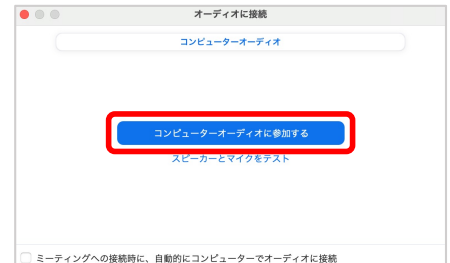 オーディオに接続
コンピューターオーディオ
コンピューターオーディオに参加する
スピーカーとマイクをテスト
ミーティングへの接続時に、自動的にコンピューターでオーディオに接続